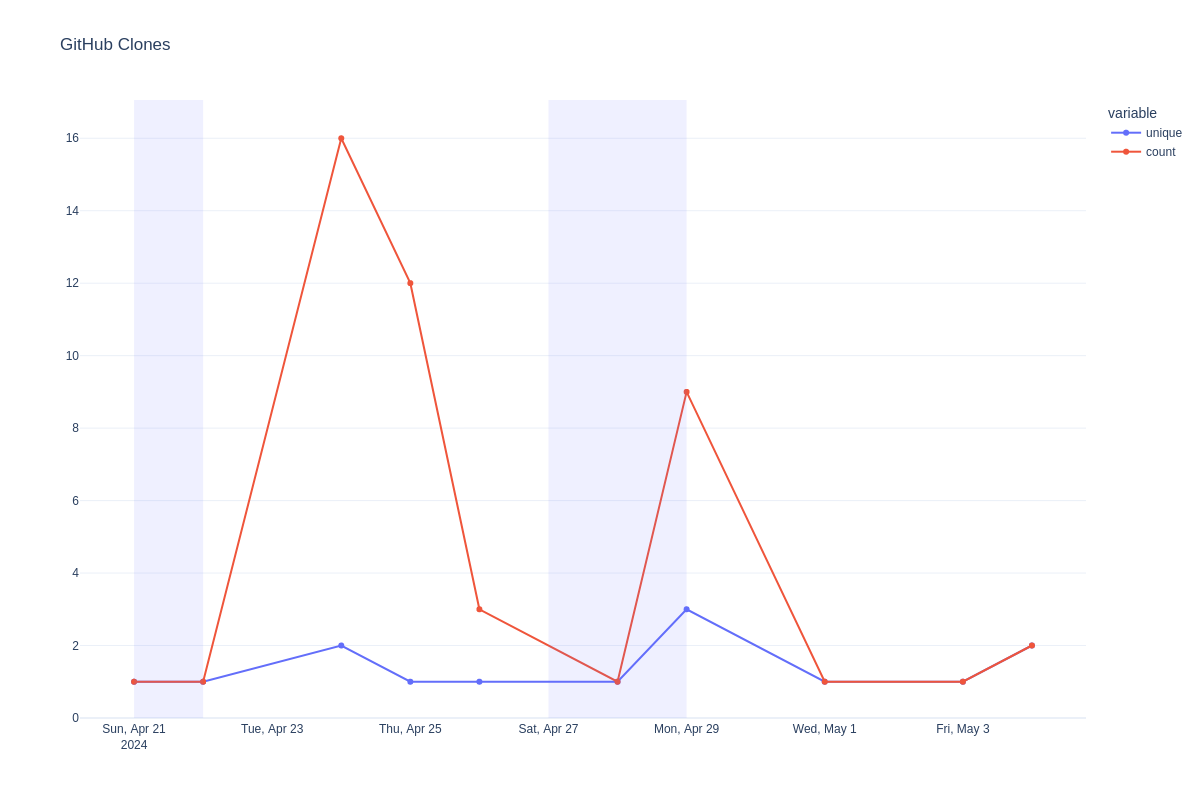 GitHub Clones
variable
unique
count
16
14
12
10
8
6
4
2
0
Sun, Apr 21
2024
Tue, Apr 23
Thu, Apr 25
Sat, Apr 27
Mon, Apr 29
Wed, May 1
Fri, May 3